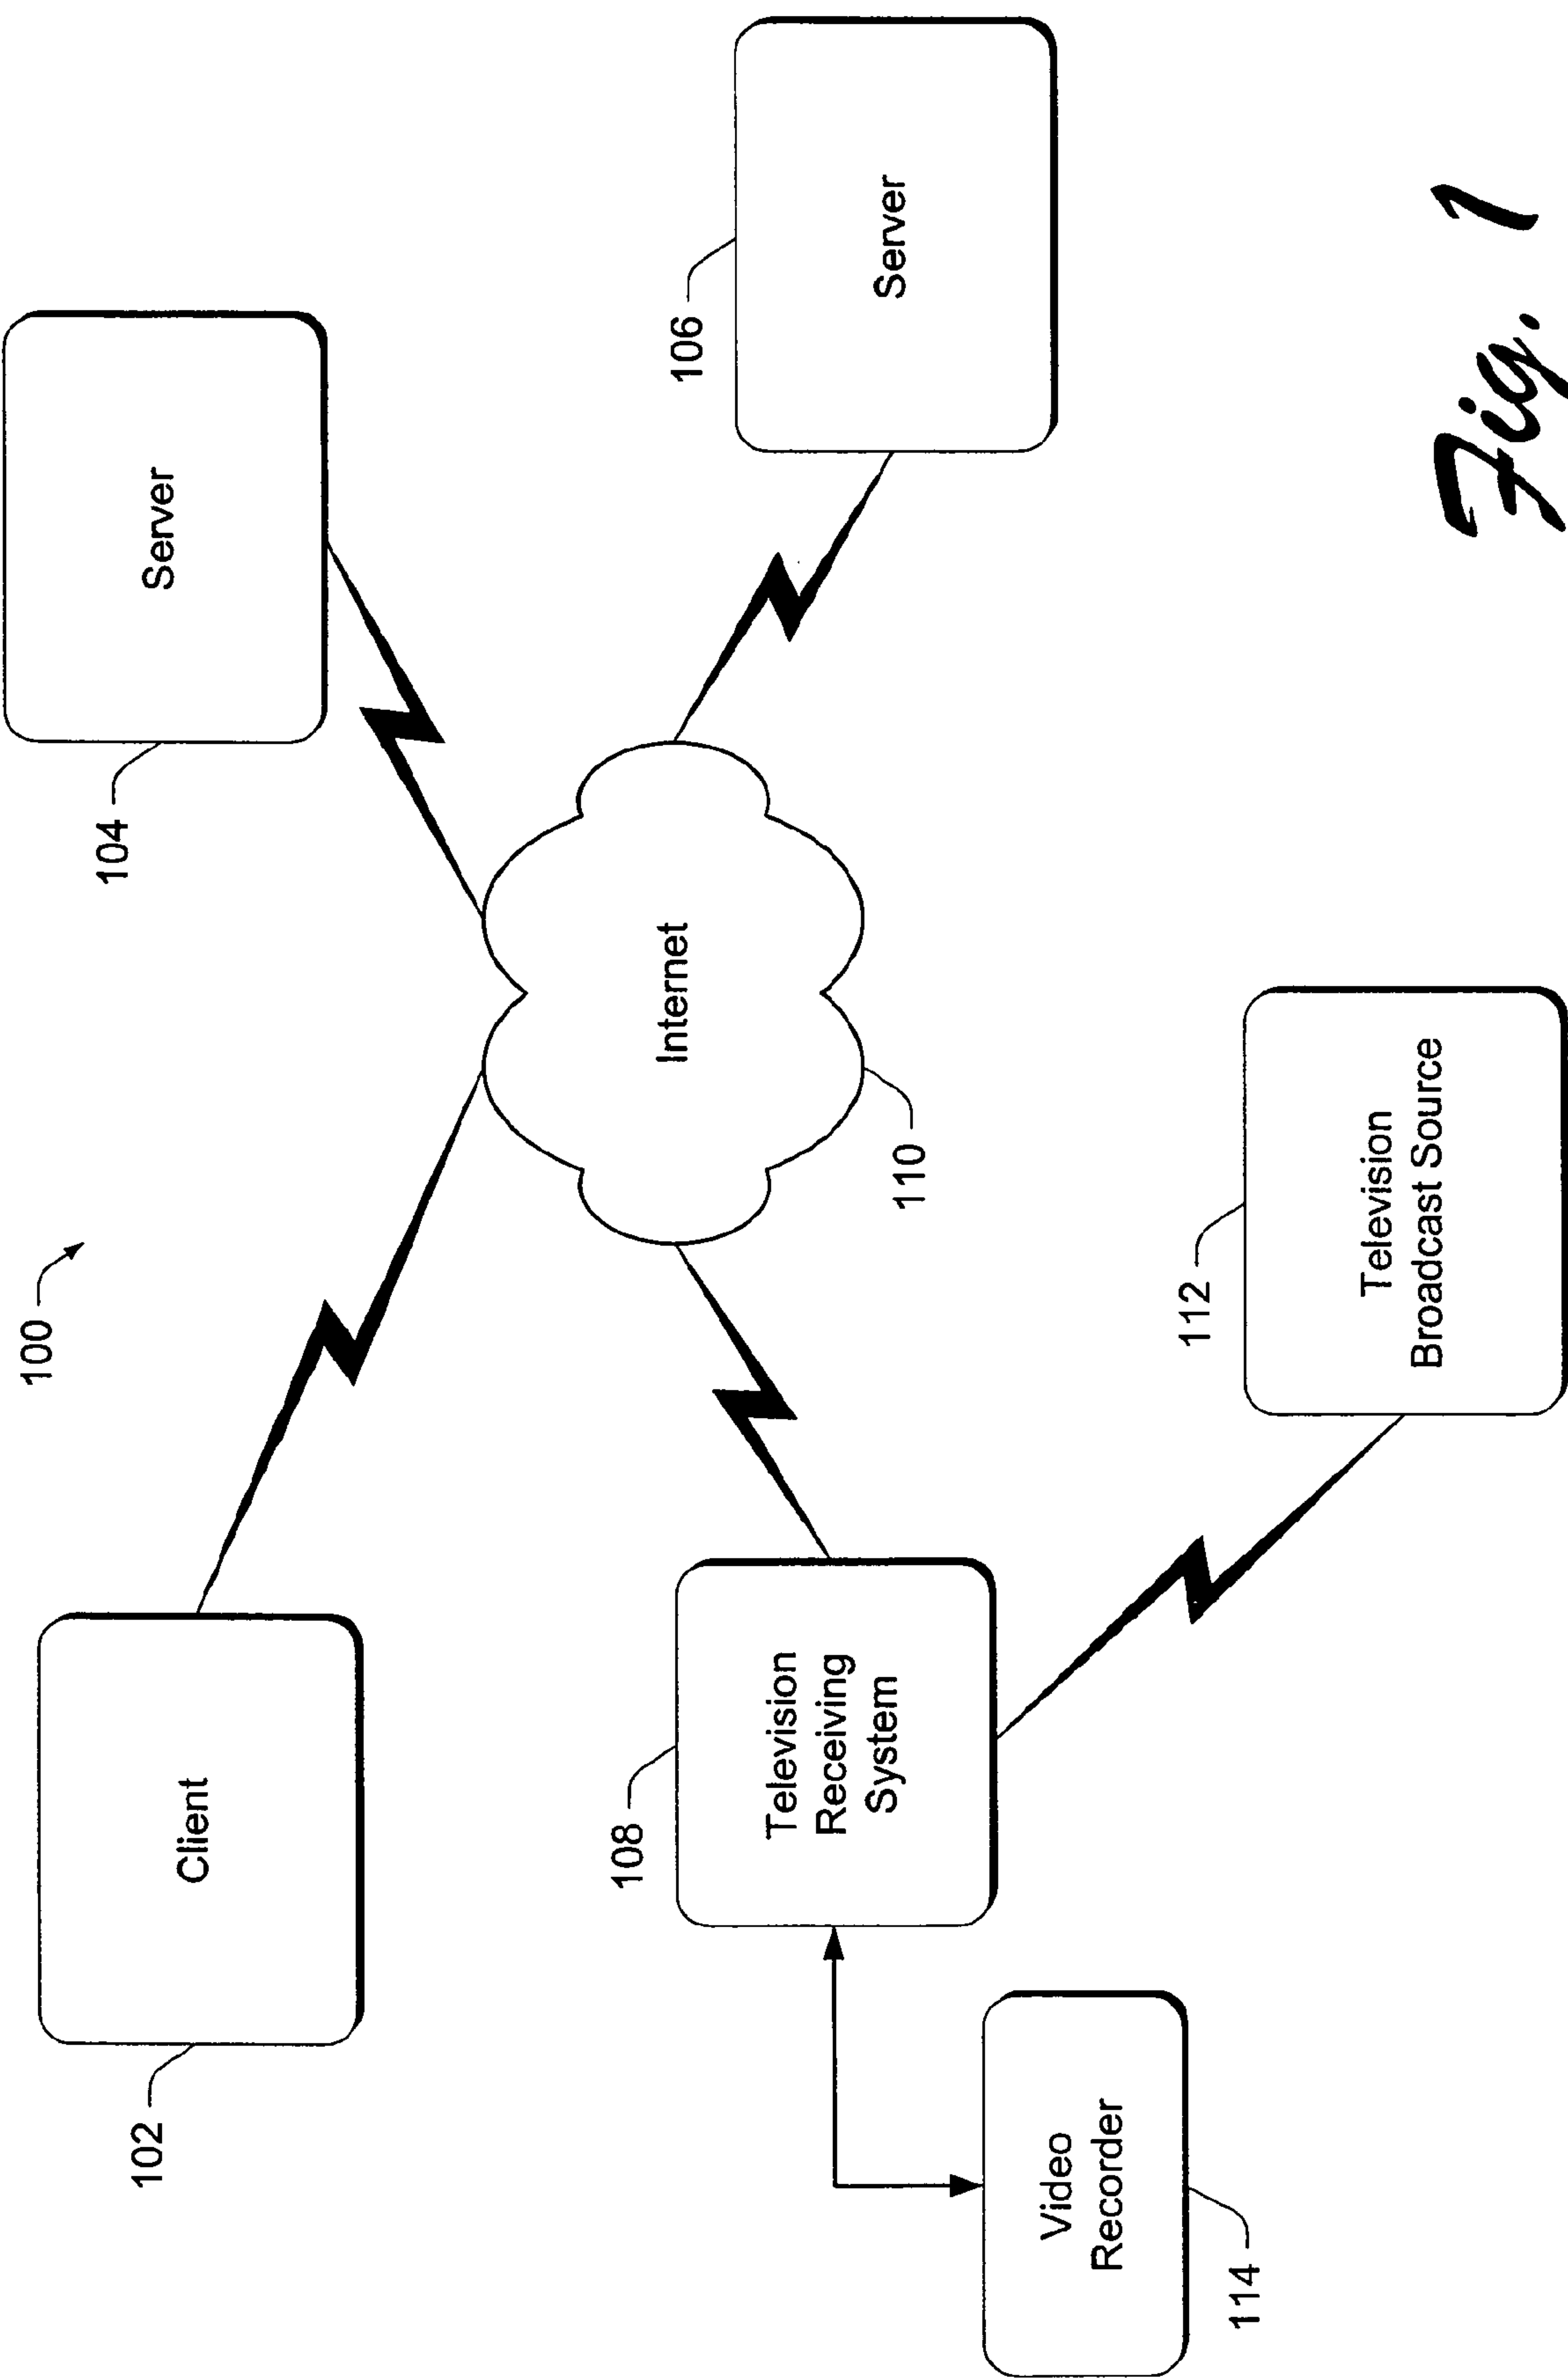 100
102
Client
104
Server
108
Television
Receiving
System
Internet
110
106
Server
Video
Recorder
114
112
Television
Broadcast Source
Fig. 1